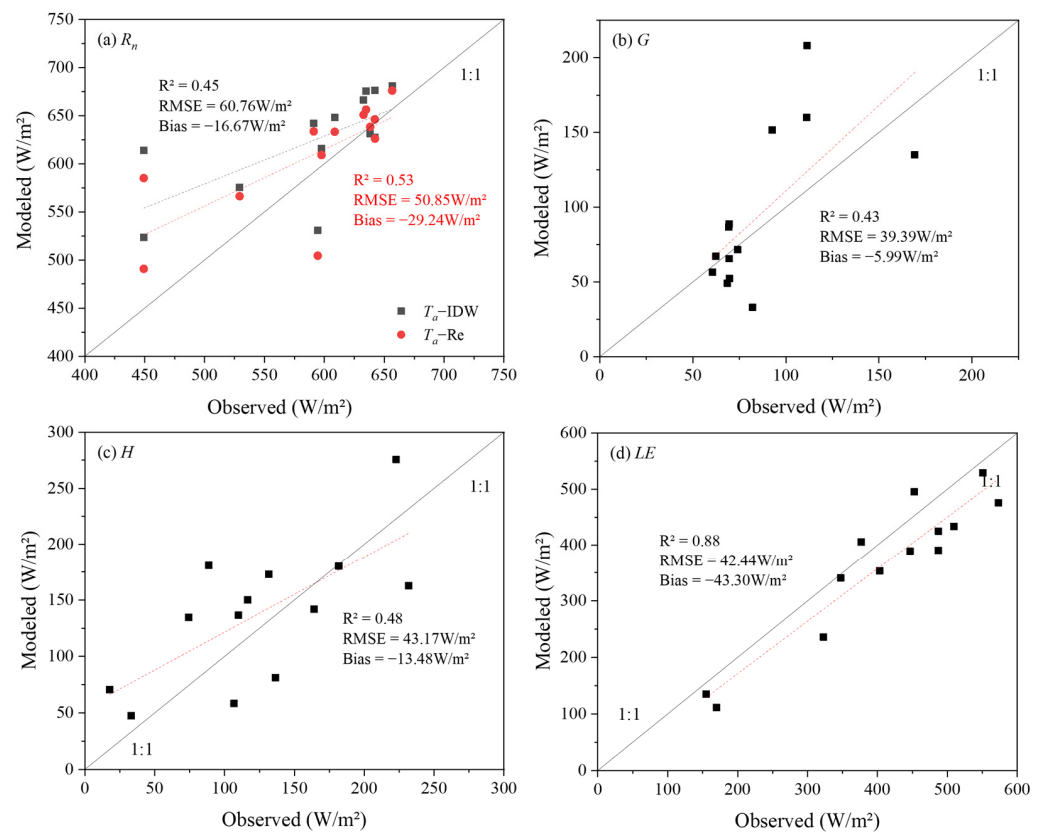 (a) Rn
R² = 0.45
RMSE = 60.76W/m²
Bias = −16.67W/m²
1:1
R² = 0.53
RMSE = 50.85W/m²
Bias = −29.24W/m²
Ta−IDW
Ta−Re
750
700
650
600
550
500
450
400
Modeled (W/m²)
400 450 500 550 600 650 700 750
Observed (W/m²)
(b) G
1:1
R² = 0.43
RMSE = 39.39W/m²
Bias = −5.99W/m²
200
150
100
50
0
Modeled (W/m²)
0 50 100 150 200
Observed (W/m²)
(c) H
1:1
R² = 0.48
RMSE = 43.17W/m²
Bias = −13.48W/m²
1:1
300
250
200
150
100
50
0
Modeled (W/m²)
0 50 100 150 200 250 300
Observed (W/m²)
(d) LE
1:1
R² = 0.88
RMSE = 42.44W/m²
Bias = −43.30W/m²
1:1
600
500
400
300
200
100
0
Modeled (W/m²)
0 100 200 300 400 500 600
Observed (W/m²)